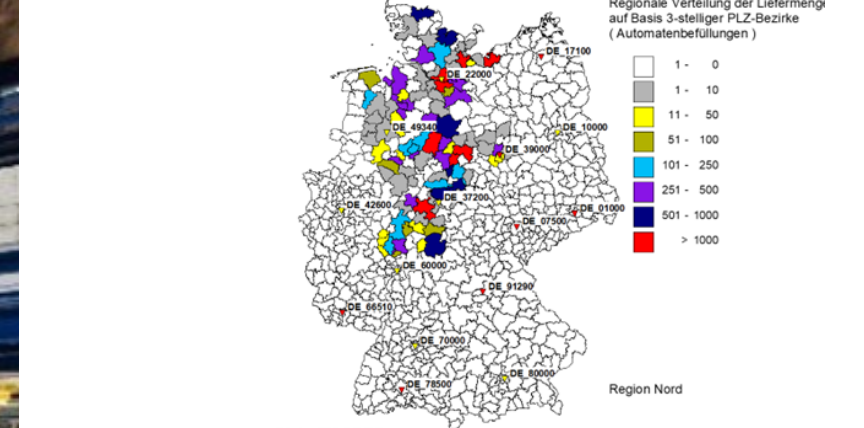 Regionale Verteilung der Liefermenge
auf Basis 3-stelliger PLZ-Bezirke
( Automatenbefüllungen )
1 - 0
1 - 10
11 - 50
51 - 100
101 - 250
251 - 500
501 - 1000
> 1000
DE_17100
DE_22000
DE_49340
DE_10000
DE_39000
DE_37200
DE_42600
DE_01000
DE_07500
DE_60000
DE_91290
DE_66510
DE_70000
DE_80000
DE_78500
Region Nord